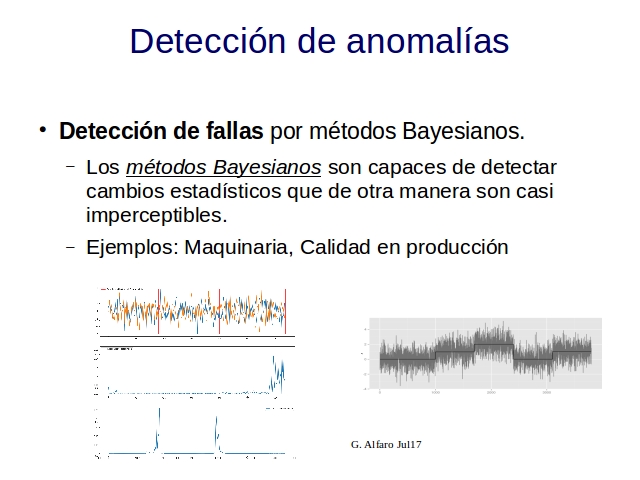 Detección de anomalías
• Detección de fallas por métodos Bayesianos.
– Los métodos Bayesianos son capaces de detectar
cambios estadísticos que de otra manera son casi
imperceptibles.
– Ejemplos: Maquinaria, Calidad en producción
G. Alfaro Jul17